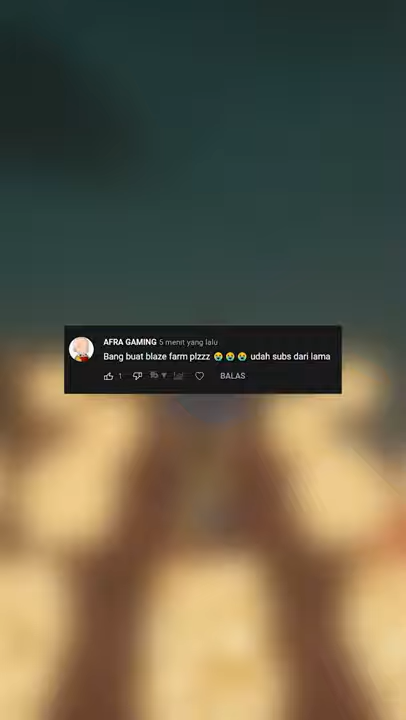 AFRA GAMING 5 menit yang lalu
Bang buat blaze farm plzzz 😭😭😭 udah subs dari lama
1 BALAS